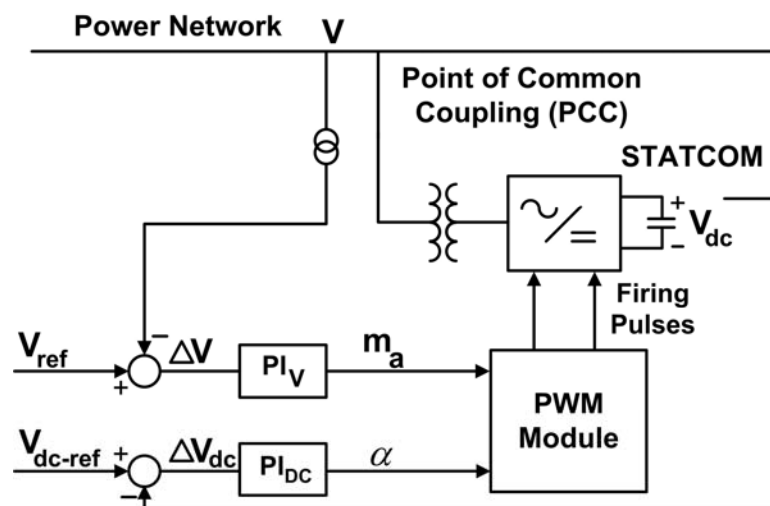 Power Network
V
Point of Common
Coupling (PCC)
STATCOM
+
V_dc
−
Firing
Pulses
−
V_ref
+
ΔV
PI_V
m_a
PWM
Module
V_dc-ref
+
ΔV_dc
PI_DC
α
−